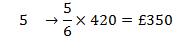 5 → 5/6 × 420 = £350